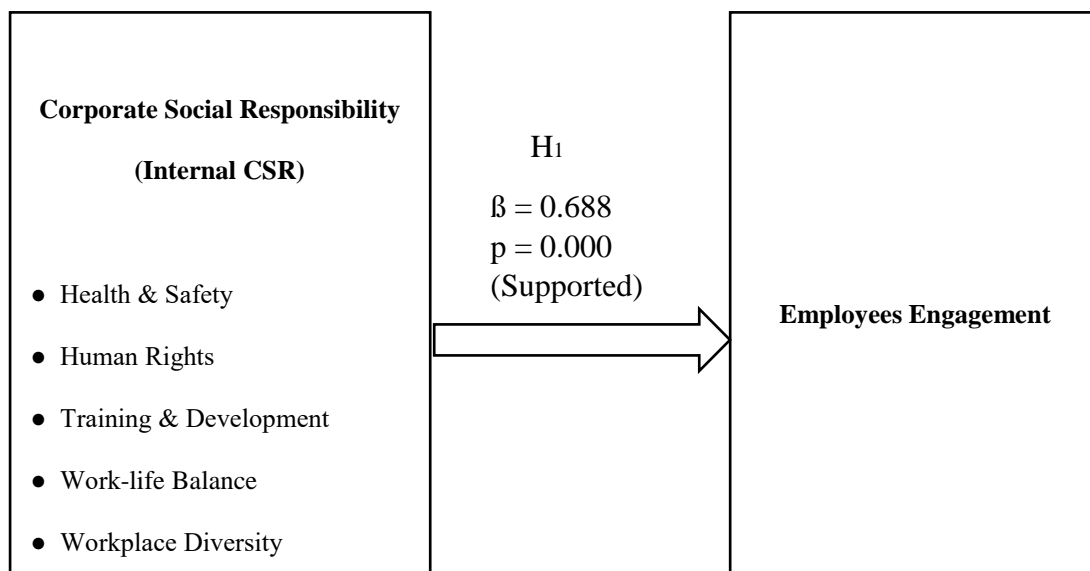 Corporate Social Responsibility
(Internal CSR)
● Health & Safety
● Human Rights
● Training & Development
● Work-life Balance
● Workplace Diversity
H1
ß = 0.688
p = 0.000
(Supported)
Employees Engagement